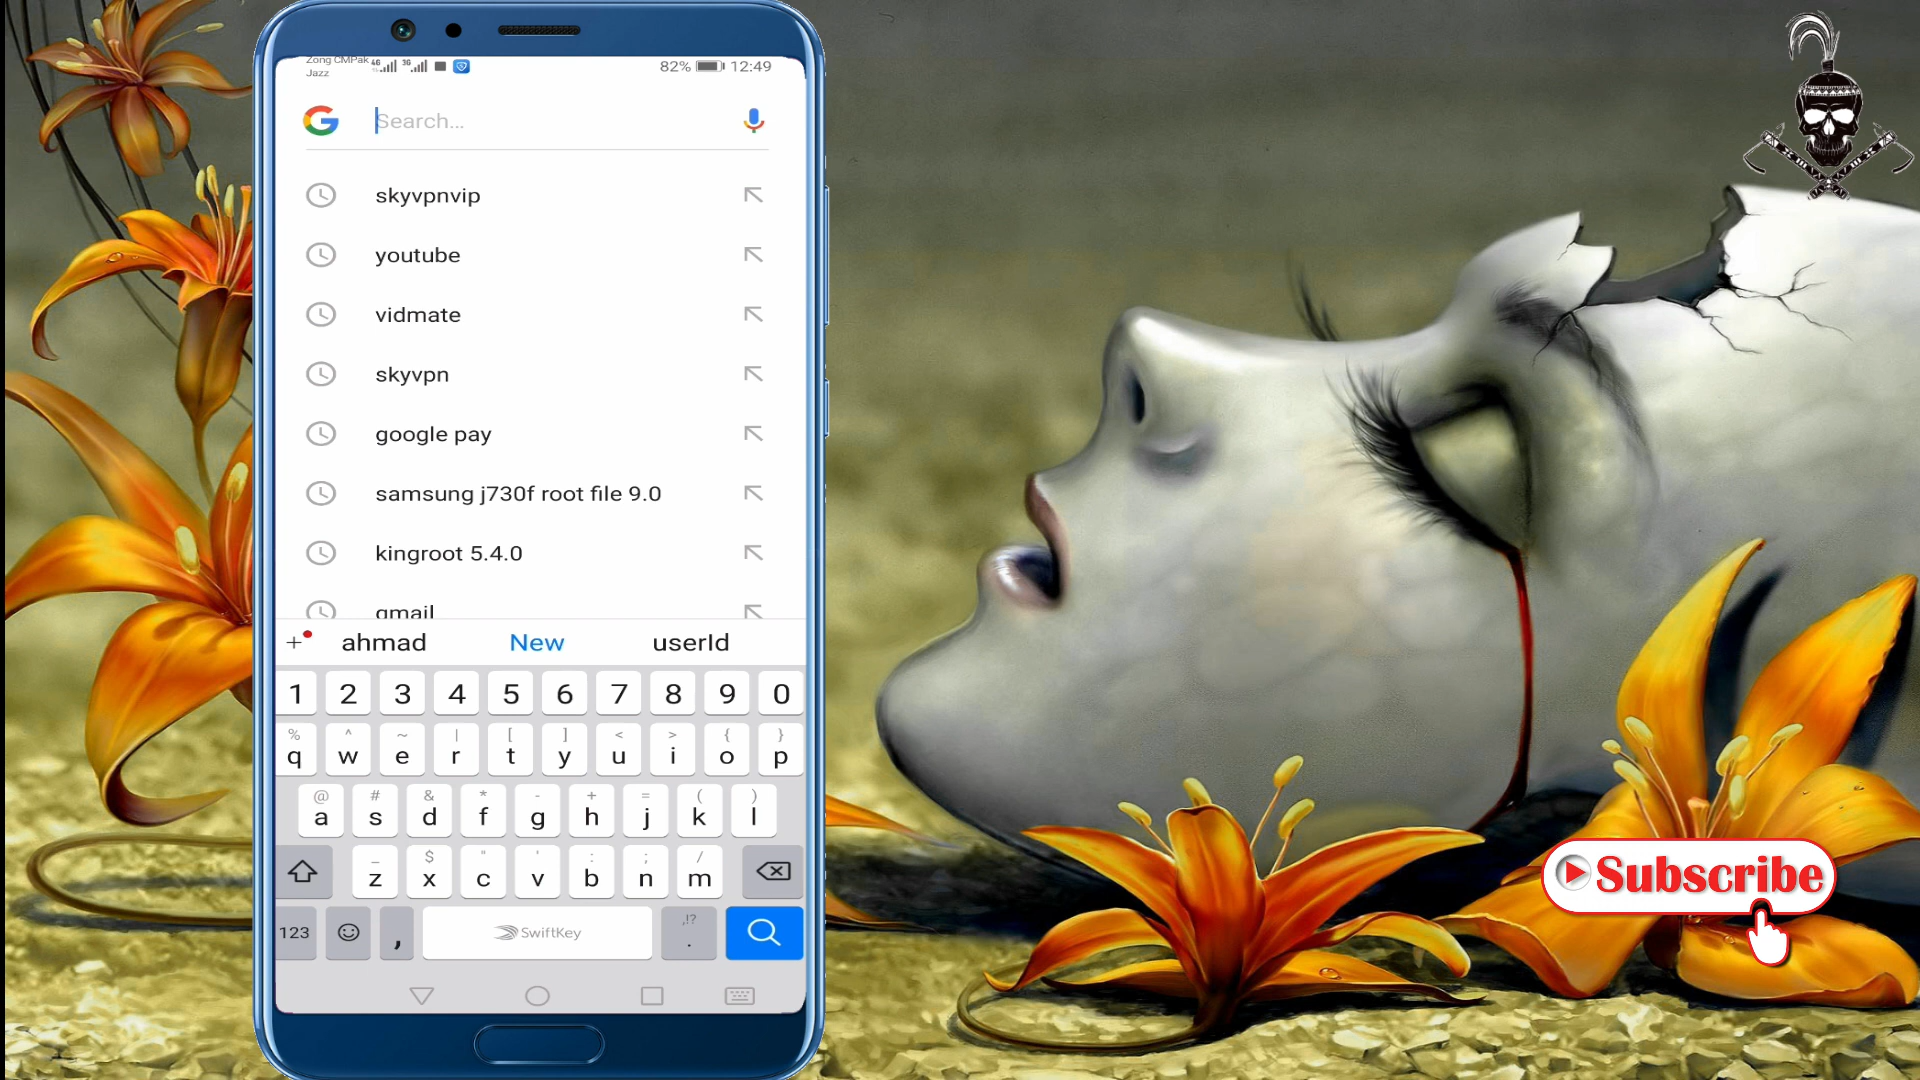 Zong CMPak 4G 3G 82% 12:49
Jazz
Search...
skyvpnvip
youtube
vidmate
skyvpn
google pay
samsung j730f root file 9.0
kingroot 5.4.0
gmail
+ ahmad New userId
1 2 3 4 5 6 7 8 9 0
% ^ ~ | [ ] < > { }
q w e r t y u i o p
@ # & * - + = ( )
a s d f g h j k l
_ $ " ' : ; /
z x c v b n m
,!?
123 , SwiftKey .
Subscribe